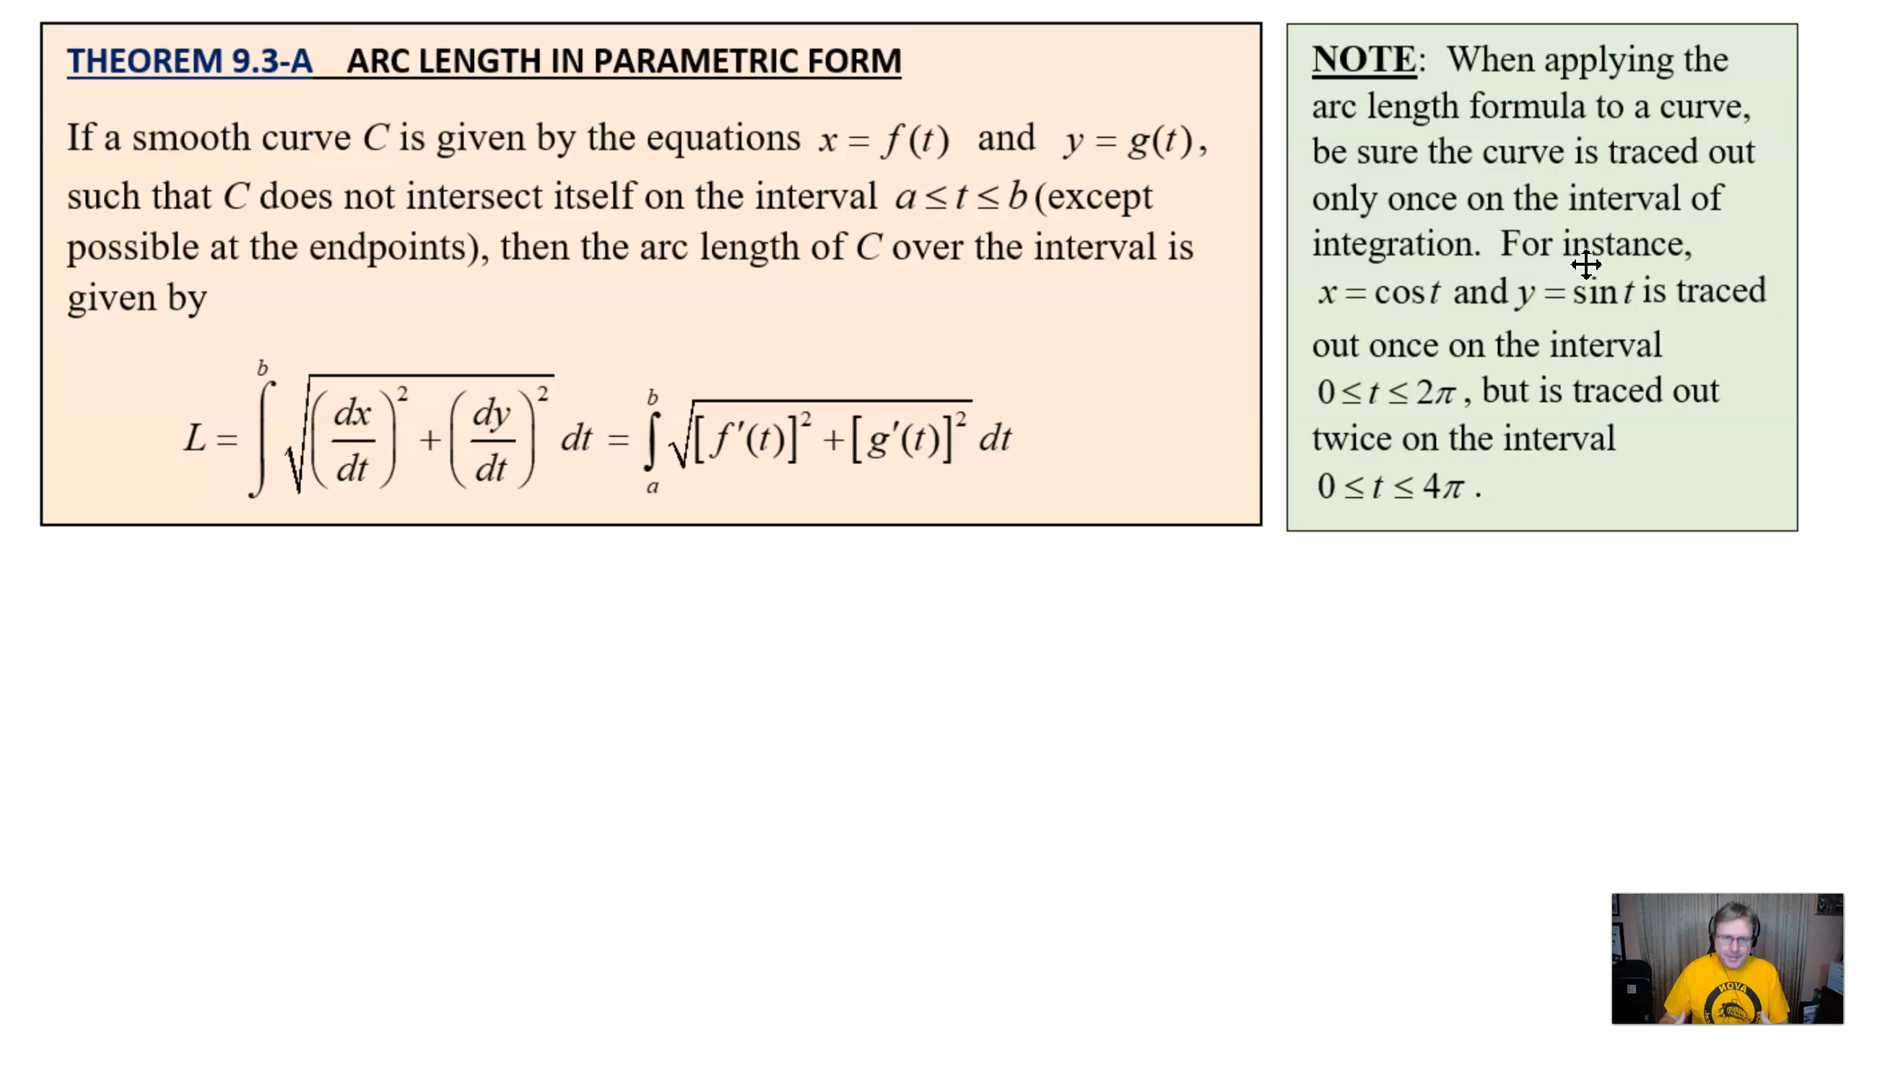 THEOREM 9.3-A ARC LENGTH IN PARAMETRIC FORM
If a smooth curve C is given by the equations x = f(t) and y = g(t),
such that C does not intersect itself on the interval a ≤ t ≤ b (except
possible at the endpoints), then the arc length of C over the interval is
given by
L = ∫_a^b √((dx/dt)² + (dy/dt)²) dt = ∫_a^b √([f′(t)]² + [g′(t)]²) dt
NOTE: When applying the
arc length formula to a curve,
be sure the curve is traced out
only once on the interval of
integration. For instance,
x = cos t and y = sin t is traced
out once on the interval
0 ≤ t ≤ 2π, but is traced out
twice on the interval
0 ≤ t ≤ 4π.